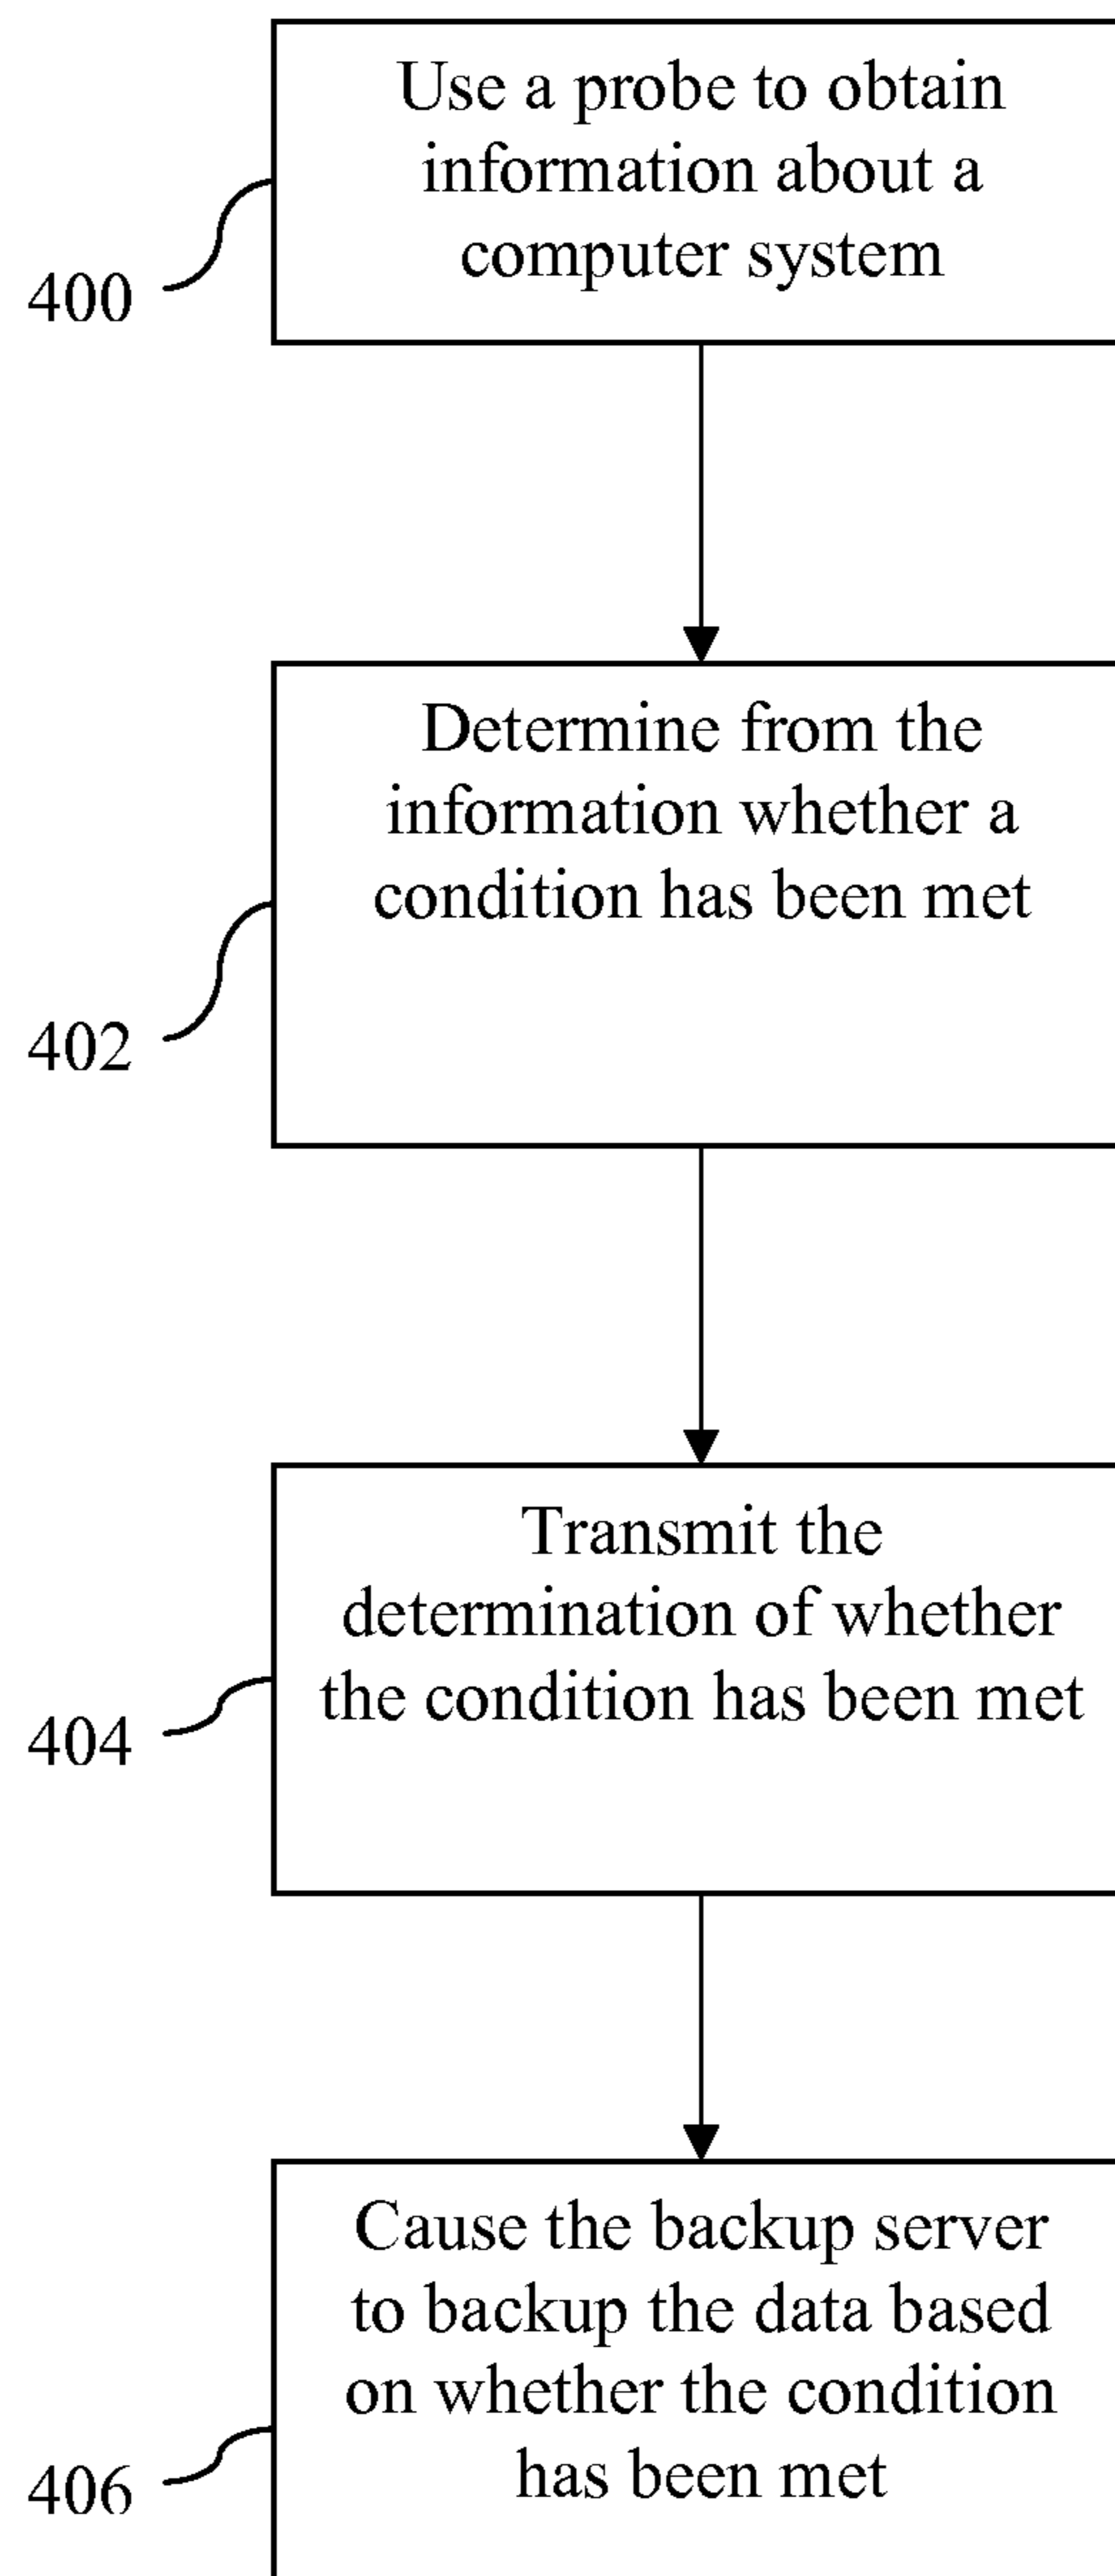 Use a probe to obtain
information about a
computer system
400
Determine from the
information whether a
condition has been met
402
Transmit the
determination of whether
the condition has been met
404
Cause the backup server
to backup the data based
on whether the condition
has been met
406